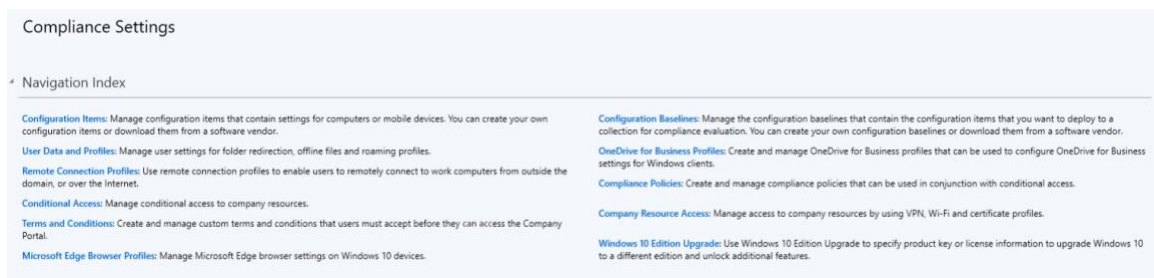 Compliance Settings
Navigation Index
Configuration Items: Manage configuration items that contain settings for computers or mobile devices. You can create your own
configuration items or download them from a software vendor.
User Data and Profiles: Manage user settings for folder redirection, offline files and roaming profiles.
Remote Connection Profiles: Use remote connection profiles to enable users to remotely connect to work computers from outside the
domain, or over the Internet.
Conditional Access: Manage conditional access to company resources.
Terms and Conditions: Create and manage custom terms and conditions that users must accept before they can access the Company
Portal.
Microsoft Edge Browser Profiles: Manage Microsoft Edge browser settings on Windows 10 devices.
Configuration Baselines: Manage the configuration baselines that contain the configuration items that you want to deploy to a
collection for compliance evaluation. You can create your own configuration baselines or download them from a software vendor.
OneDrive for Business Profiles: Create and manage OneDrive for Business profiles that can be used to configure OneDrive for Business
settings for Windows clients.
Compliance Policies: Create and manage compliance policies that can be used in conjunction with conditional access.
Company Resource Access: Manage access to company resources by using VPN, Wi-Fi and certificate profiles.
Windows 10 Edition Upgrade: Use Windows 10 Edition Upgrade to specify product key or license information to upgrade Windows 10
to a different edition and unlock additional features.